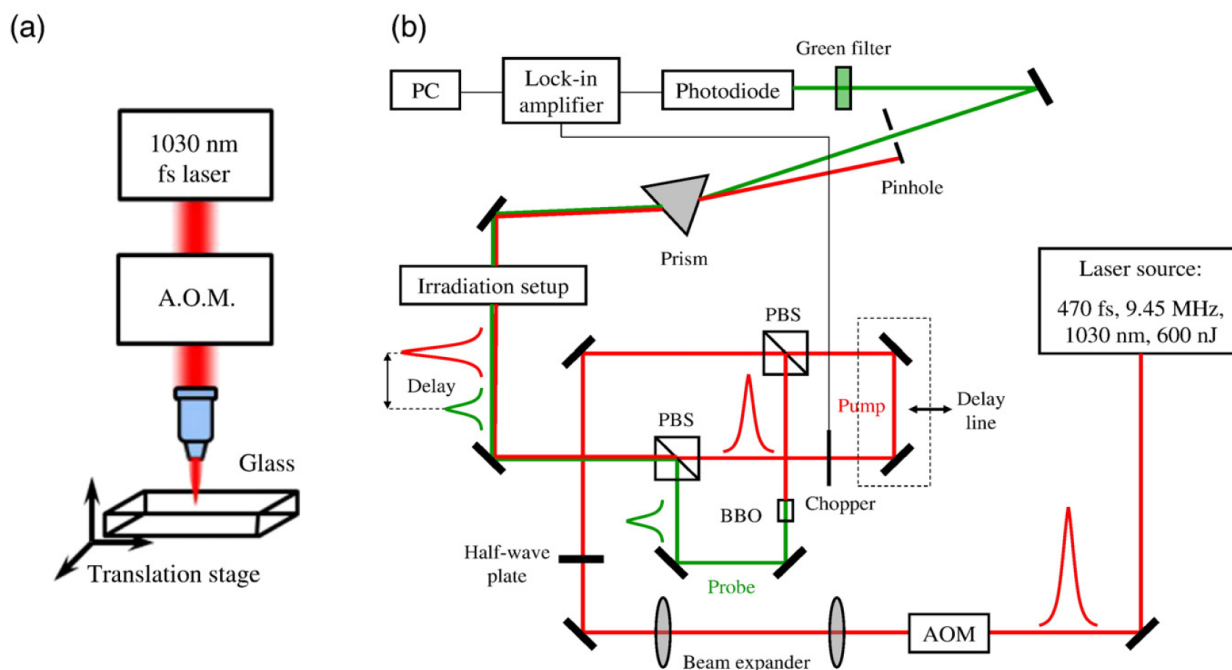 (a)
1030 nm
fs laser
A.O.M.
Glass
Translation stage
(b)
Green filter
PC
Lock-in
amplifier
Photodiode
Pinhole
Prism
Irradiation setup
Laser source:
470 fs, 9.45 MHz,
1030 nm, 600 nJ
PBS
Delay
Pump
Delay
line
PBS
Chopper
BBO
Half-wave
plate
Probe
AOM
Beam expander